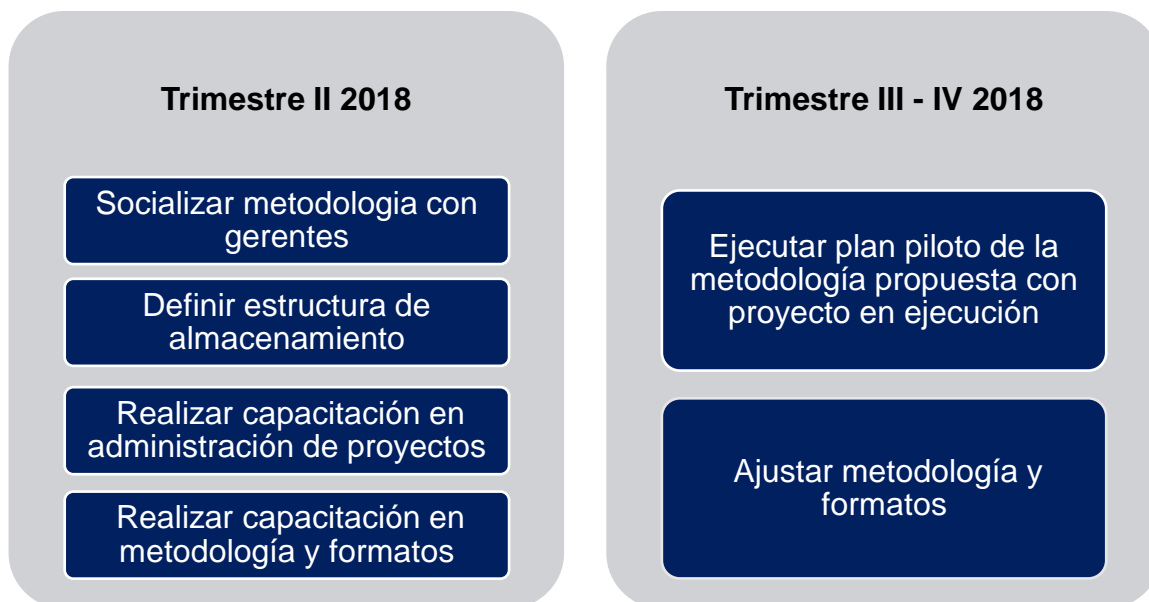 Trimestre II 2018
Socializar metodologia con
gerentes
Definir estructura de
almacenamiento
Realizar capacitación en
administración de proyectos
Realizar capacitación en
metodología y formatos
Trimestre III - IV 2018
Ejecutar plan piloto de la
metodología propuesta con
proyecto en ejecución
Ajustar metodología y
formatos